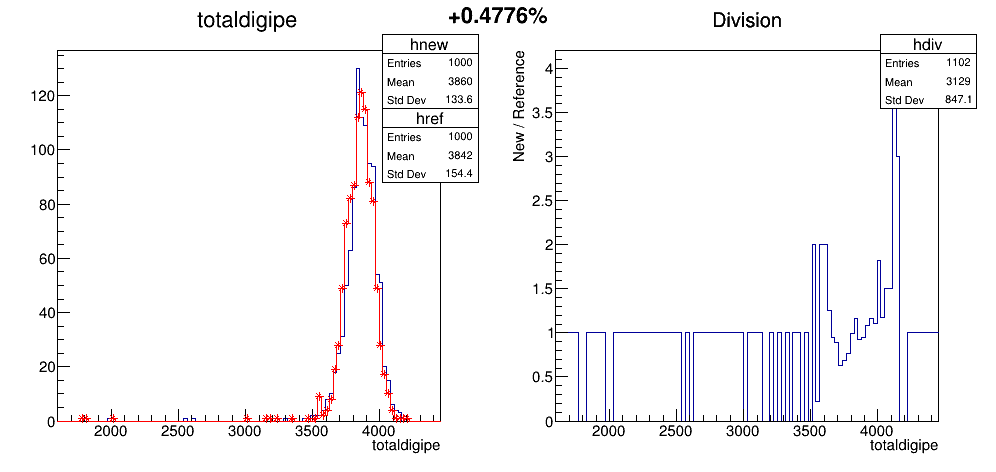 totaldigipe
+0.4776%
Division
hnew
Entries 1000
Mean 3860
Std Dev 133.6
href
Entries 1000
Mean 3842
Std Dev 154.4
120
100
80
60
40
20
0
2000 2500 3000 3500 4000
totaldigipe
hdiv
Entries 1102
Mean 3129
Std Dev 847.1
New / Reference
4
3.5
3
2.5
2
1.5
1
0.5
0
2000 2500 3000 3500 4000
totaldigipe